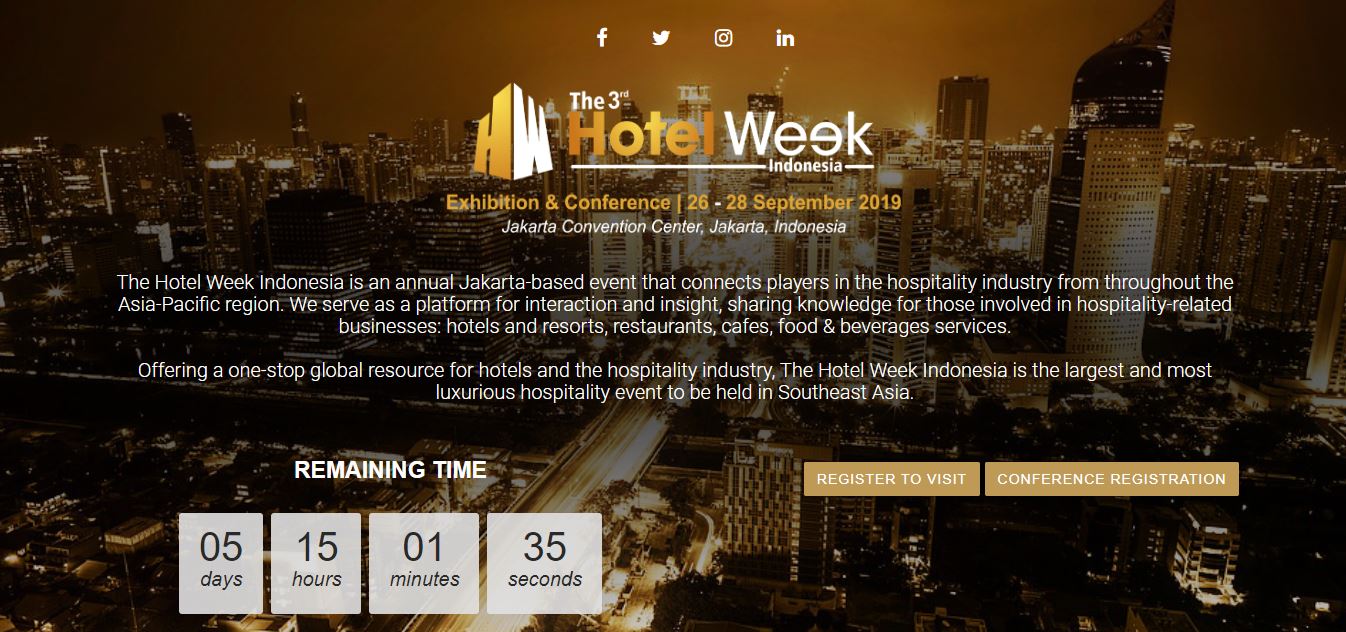 The 3rd
Hotel Week
Indonesia
Exhibition & Conference | 26 - 28 September 2019
Jakarta Convention Center, Jakarta, Indonesia
The Hotel Week Indonesia is an annual Jakarta-based event that connects players in the hospitality industry from throughout the
Asia-Pacific region. We serve as a platform for interaction and insight, sharing knowledge for those involved in hospitality-related
businesses: hotels and resorts, restaurants, cafes, food & beverages services.
Offering a one-stop global resource for hotels and the hospitality industry, The Hotel Week Indonesia is the largest and most
luxurious hospitality event to be held in Southeast Asia.
REMAINING TIME
05 15 01 35
days hours minutes seconds
REGISTER TO VISIT CONFERENCE REGISTRATION